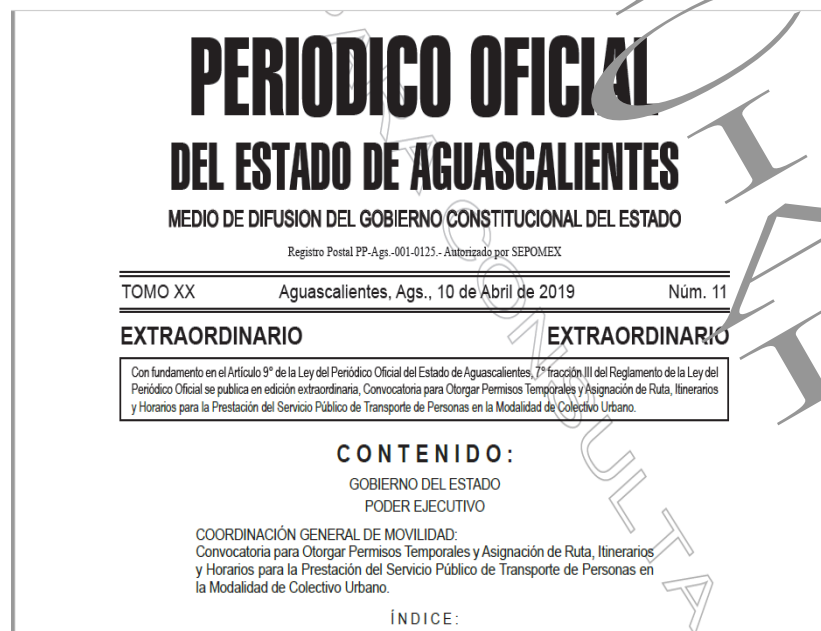 PERIODICO OFICIAL
DEL ESTADO DE AGUASCALIENTES
MEDIO DE DIFUSION DEL GOBIERNO CONSTITUCIONAL DEL ESTADO
Registro Postal PP-Ags.-001-0125.- Autorizado por SEPOMEX
TOMO XX Aguascalientes, Ags., 10 de Abril de 2019 Núm. 11
EXTRAORDINARIO EXTRAORDINARIO
Con fundamento en el Artículo 9° de la Ley del Periódico Oficial del Estado de Aguascalientes, 7° fracción III del Reglamento de la Ley del
Periódico Oficial se publica en edición extraordinaria, Convocatoria para Otorgar Permisos Temporales y Asignación de Ruta, Itinerarios
y Horarios para la Prestación del Servicio Público de Transporte de Personas en la Modalidad de Colectivo Urbano.
CONTENIDO:
GOBIERNO DEL ESTADO
PODER EJECUTIVO
COORDINACIÓN GENERAL DE MOVILIDAD:
Convocatoria para Otorgar Permisos Temporales y Asignación de Ruta, Itinerarios
y Horarios para la Prestación del Servicio Público de Transporte de Personas en
la Modalidad de Colectivo Urbano.
ÍNDICE:
CONSULTA